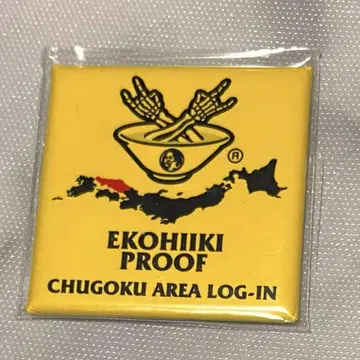 ®
EKOHIIKI
PROOF
CHUGOKU AREA LOG-IN